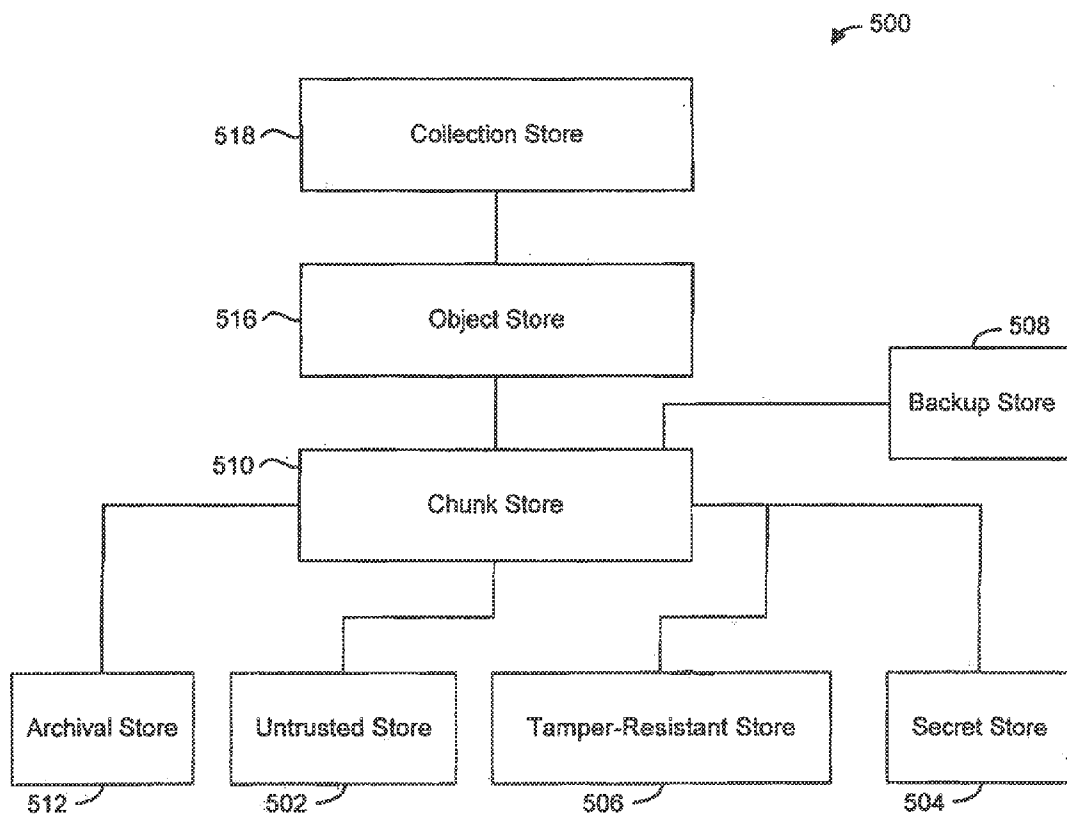 500
518
Collection Store
516
Object Store
508
Backup Store
510
Chunk Store
Archival Store
Untrusted Store
Tamper-Resistant Store
Secret Store
512
502
506
504